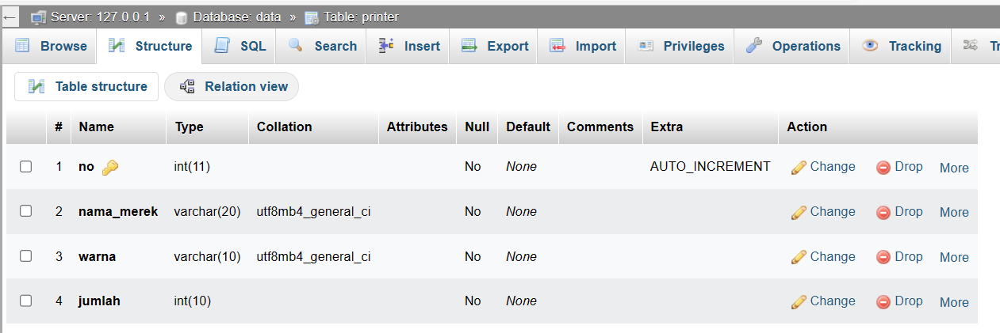 ← Server: 127.0.0.1 » Database: data » Table: printer
Browse Structure SQL Search Insert Export Import Privileges Operations Tracking Tr
Table structure Relation view
# Name Type Collation Attributes Null Default Comments Extra Action
1 no int(11) No None AUTO_INCREMENT Change Drop More
2 nama_merek varchar(20) utf8mb4_general_ci No None Change Drop More
3 warna varchar(10) utf8mb4_general_ci No None Change Drop More
4 jumlah int(10) No None Change Drop More